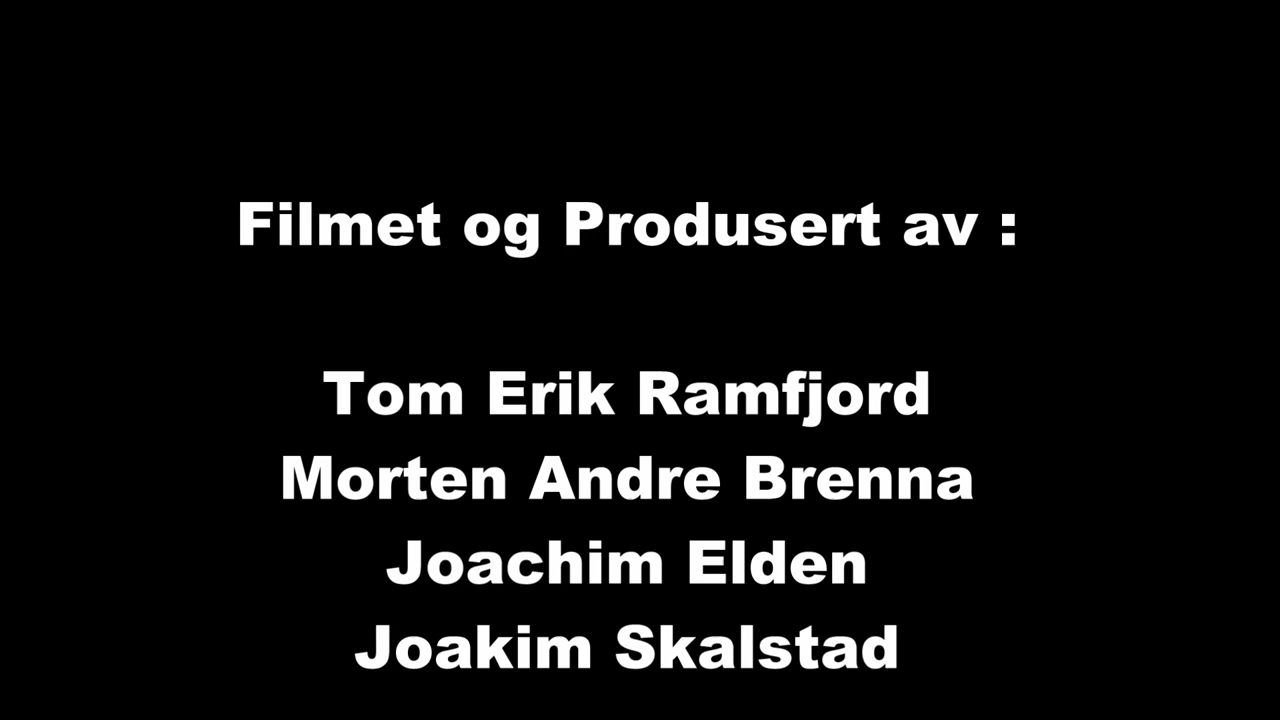 Filmet og Produsert av :
Tom Erik Ramfjord
Morten Andre Brenna
Joachim Elden
Joakim Skalstad